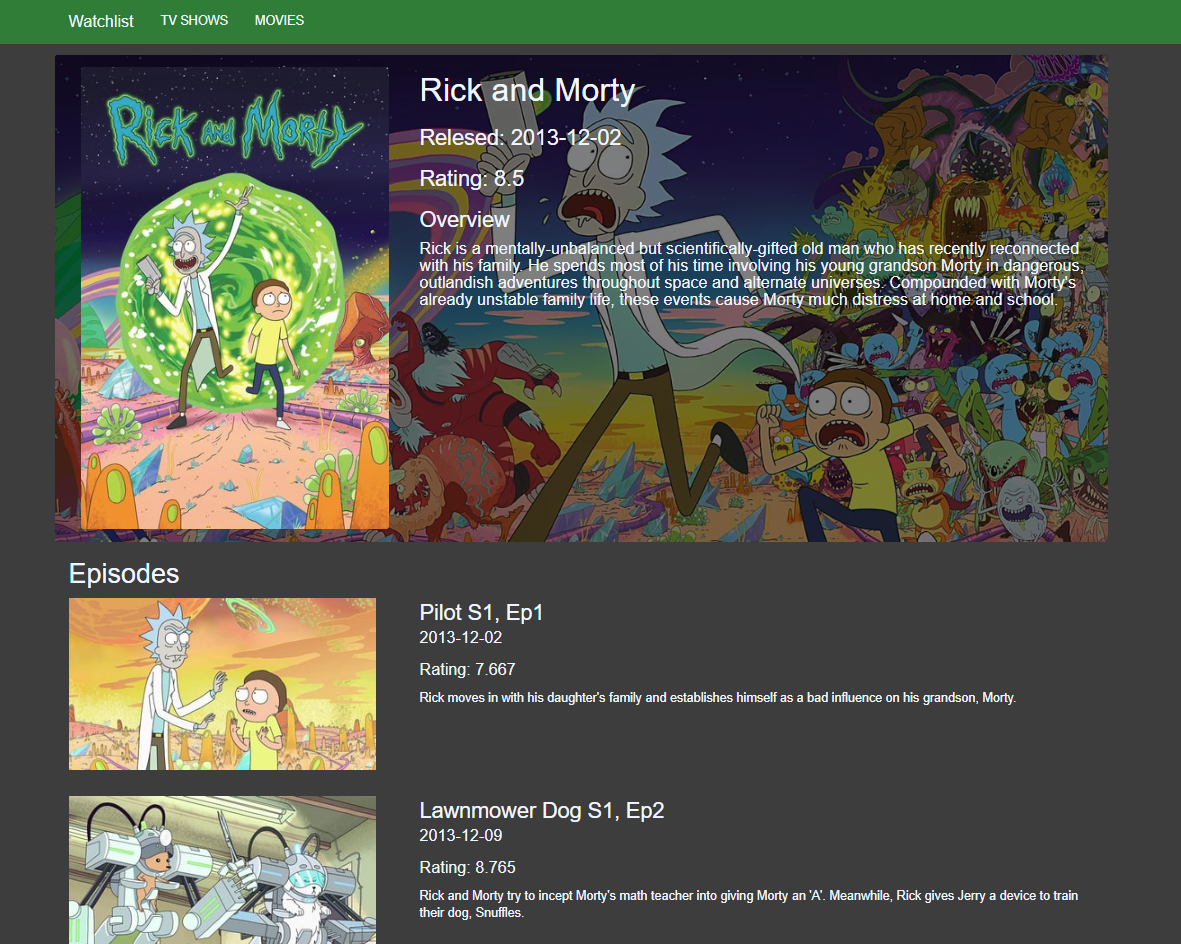 Watchlist TV SHOWS MOVIES
RICK AND MORTY
Rick and Morty
Relesed: 2013-12-02
Rating: 8.5
Overview
Rick is a mentally-unbalanced but scientifically-gifted old man who has recently reconnected
with his family. He spends most of his time involving his young grandson Morty in dangerous,
outlandish adventures throughout space and alternate universes. Compounded with Morty's
already unstable family life, these events cause Morty much distress at home and school.
Episodes
Pilot S1, Ep1
2013-12-02
Rating: 7.667
Rick moves in with his daughter's family and establishes himself as a bad influence on his grandson, Morty.
Lawnmower Dog S1, Ep2
2013-12-09
Rating: 8.765
Rick and Morty try to incept Morty's math teacher into giving Morty an 'A'. Meanwhile, Rick gives Jerry a device to train
their dog, Snuffles.